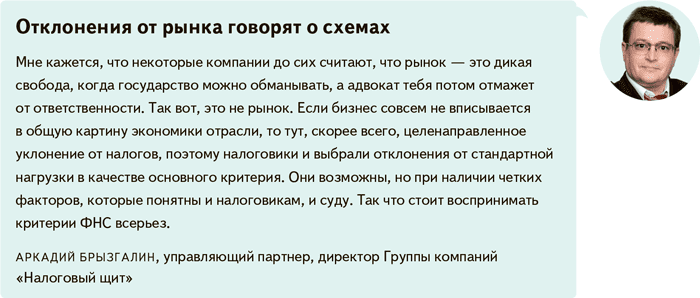 Отклонения от рынка говорят о схемах
Мне кажется, что некоторые компании до сих считают, что рынок — это дикая
свобода, когда государство можно обманывать, а адвокат тебя потом отмажет
от ответственности. Так вот, это не рынок. Если бизнес совсем не вписывается
в общую картину экономики отрасли, то тут, скорее всего, целенаправленное
уклонение от налогов, поэтому налоговики и выбрали отклонения от стандартной
нагрузки в качестве основного критерия. Они возможны, но при наличии четких
факторов, которые понятны и налоговикам, и суду. Так что стоит воспринимать
критерии ФНС всерьез.
АРКАДИЙ БРЫЗГАЛИН, управляющий партнер, директор Группы компаний
«Налоговый щит»